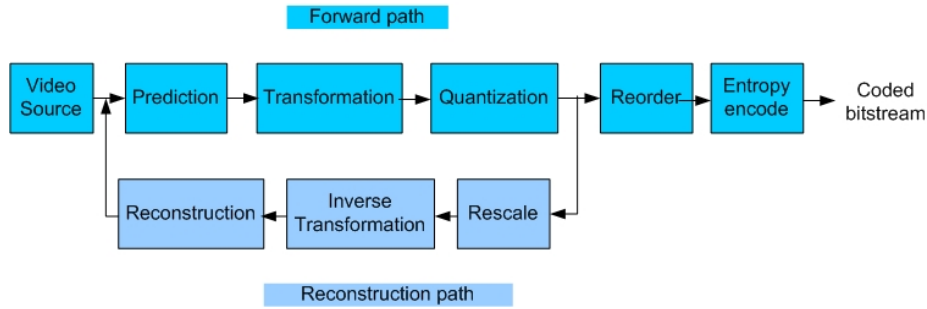 Forward path
Video
Source
Prediction
Transformation
Quantization
Reorder
Entropy
encode
Coded
bitstream
Reconstruction
Inverse
Transformation
Rescale
Reconstruction path